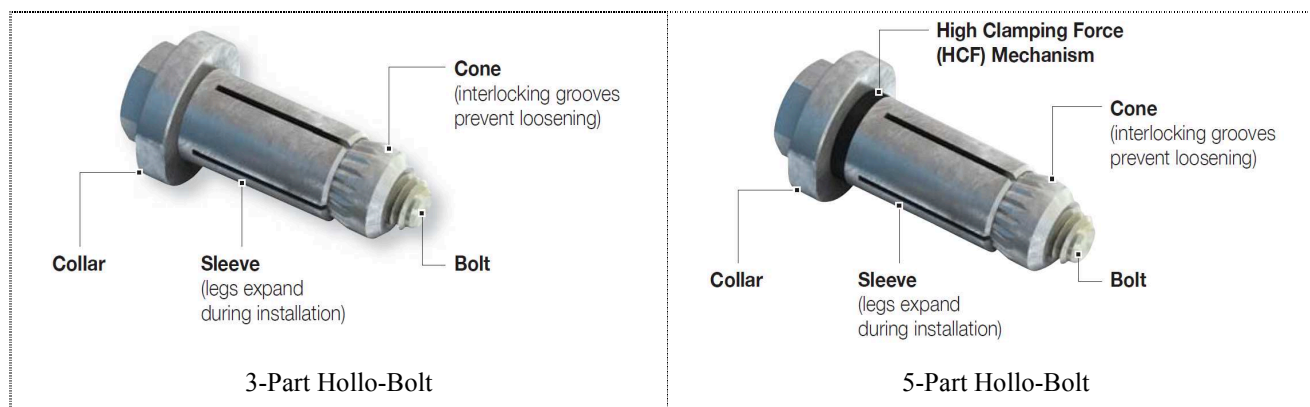 Cone
(interlocking grooves
prevent loosening)
Collar
Sleeve
(legs expand
during installation)
Bolt
3-Part Hollo-Bolt
High Clamping Force
(HCF) Mechanism
Cone
(interlocking grooves
prevent loosening)
Collar
Sleeve
(legs expand
during installation)
Bolt
5-Part Hollo-Bolt